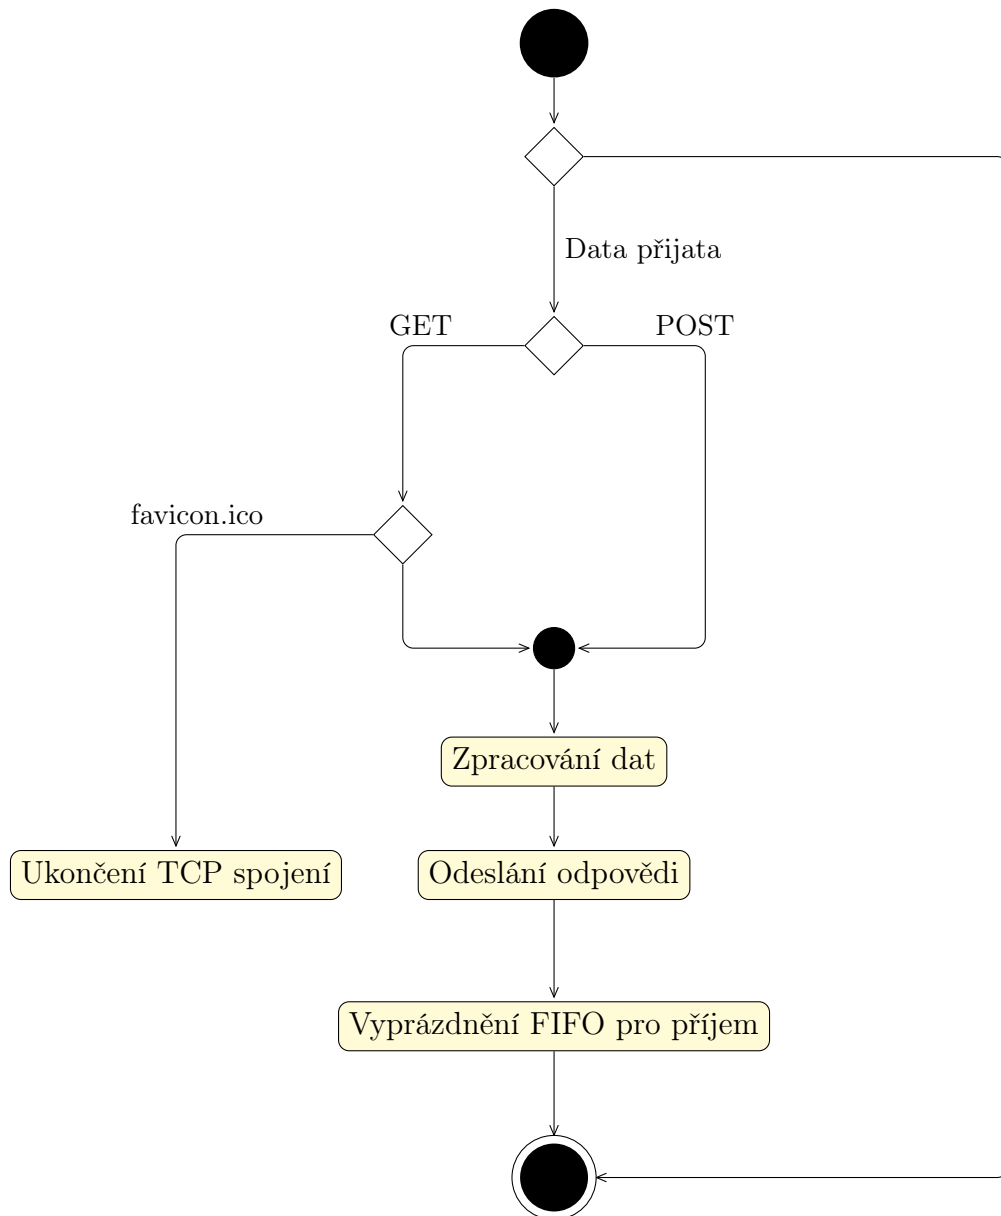 Data přijata
GET
POST
favicon.ico
Zpracování dat
Ukončení TCP spojení
Odeslání odpovědi
Vyprázdnění FIFO pro příjem